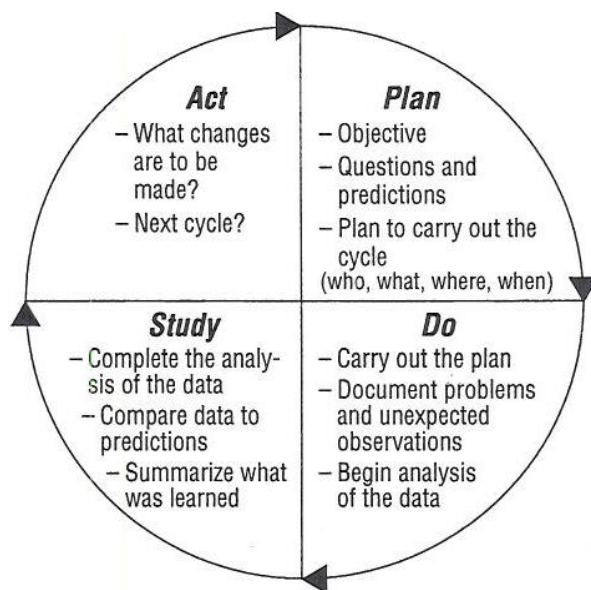 Act
– What changes
are to be
made?
– Next cycle?
Plan
– Objective
– Questions and
predictions
– Plan to carry out the
cycle
(who, what, where, when)
Study
– Complete the analy-
sis of the data
– Compare data to
predictions
– Summarize what
was learned
Do
– Carry out the plan
– Document problems
and unexpected
observations
– Begin analysis
of the data